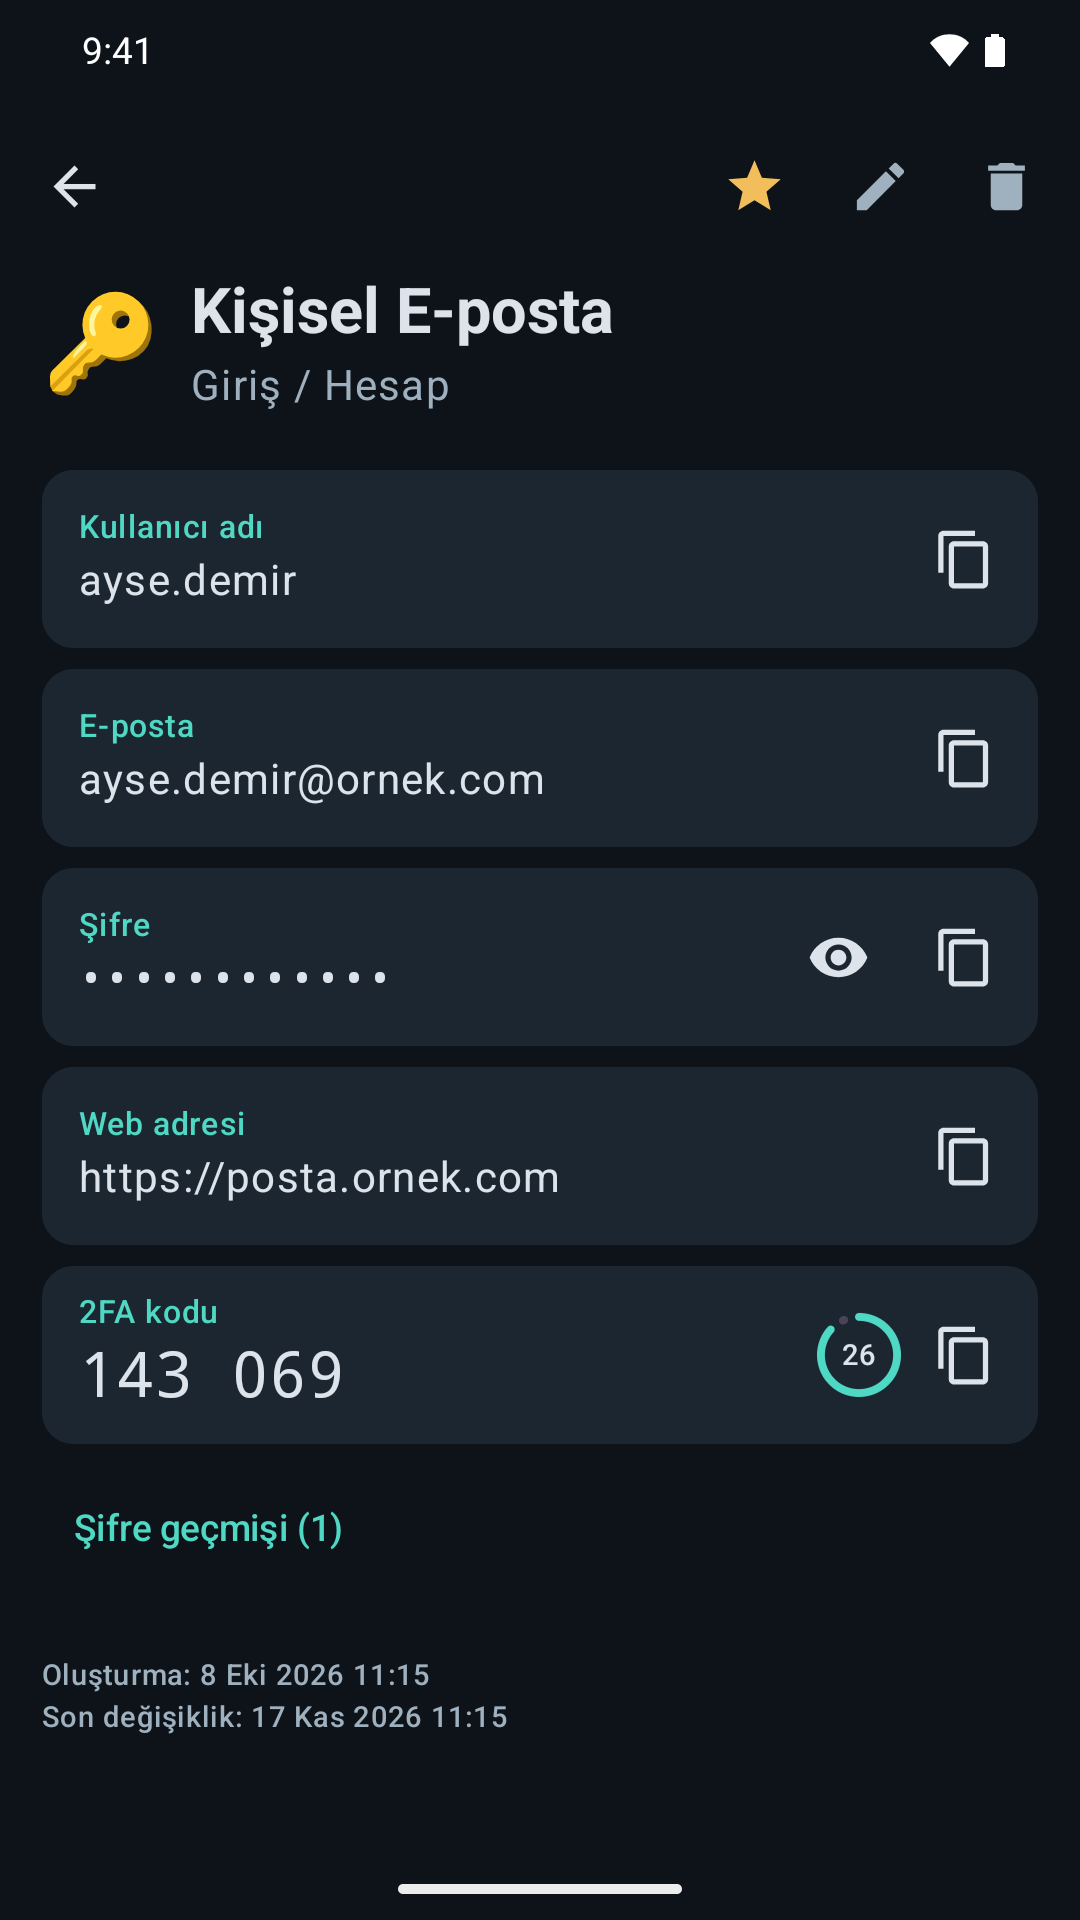 9:41
Kişisel E-posta
Giriş / Hesap
Kullanıcı adı
ayse.demir
E-posta
ayse.demir@ornek.com
Şifre
••••••••••••
Web adresi
https://posta.ornek.com
2FA kodu
143 069
26
Şifre geçmişi (1)
Oluşturma: 8 Eki 2026 11:15
Son değişiklik: 17 Kas 2026 11:15